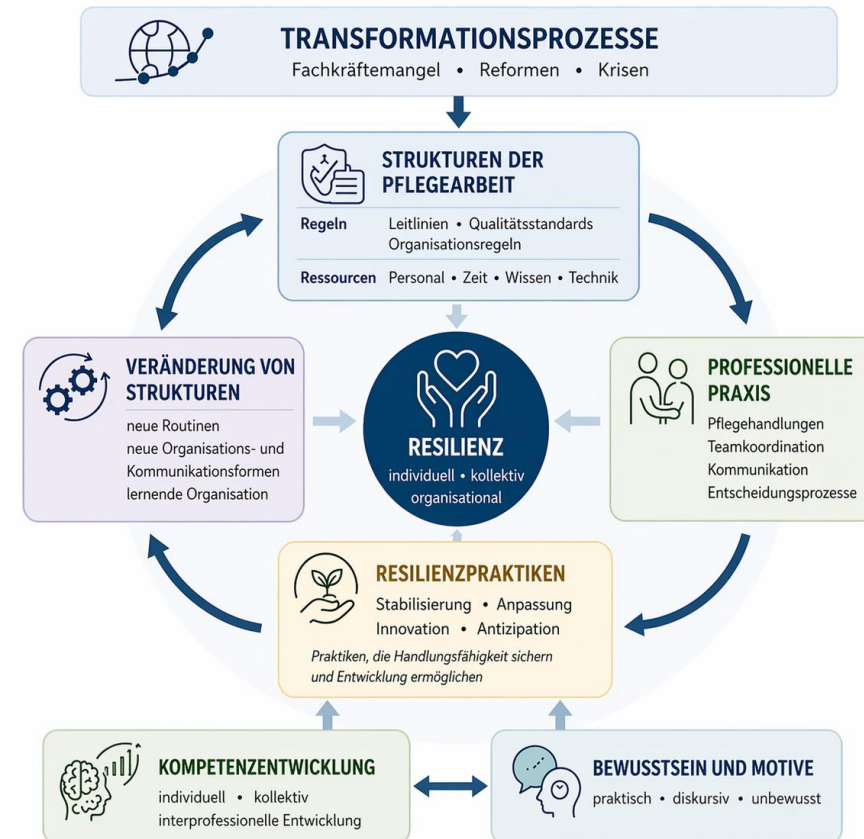 TRANSFORMATIONSPROZESSE
Fachkräftemangel • Reformen • Krisen
STRUKTUREN DER
PFLEGEARBEIT
Regeln Leitlinien • Qualitätsstandards
Organisationsregeln
Ressourcen Personal • Zeit • Wissen • Technik
VERÄNDERUNG VON
STRUKTUREN
neue Routinen
neue Organisations- und
Kommunikationsformen
lernende Organisation
RESILIENZ
individuell • kollektiv
organisational
PROFESSIONELLE
PRAXIS
Pflegehandlungen
Teamkoordination
Kommunikation
Entscheidungsprozesse
RESILIENZPRAKTIKEN
Stabilisierung • Anpassung
Innovation • Antizipation
Praktiken, die Handlungsfähigkeit sichern
und Entwicklung ermöglichen
KOMPETENZENTWICKLUNG
individuell • kollektiv
interprofessionelle Entwicklung
BEWUSSTSEIN UND MOTIVE
praktisch • diskursiv • unbewusst